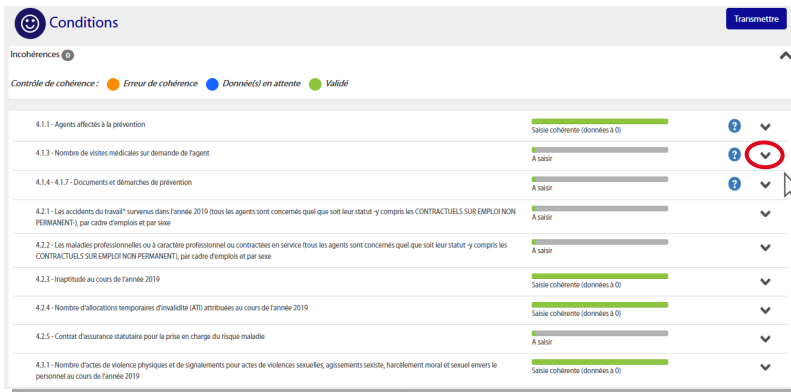 Conditions
Transmettre
Incohérences 0
Contrôle de cohérence : Erreur de cohérence Donnée(s) en attente Validé
4.1.1 - Agents affectés à la prévention
Saisie cohérente (données à 0)
?
4.1.3 - Nombre de visites médicales sur demande de l'agent
A saisir
?
4.1.4 - 4.1.7 - Documents et démarches de prévention
A saisir
?
4.2.1 - Les accidents du travail* survenus dans l'année 2019 (tous les agents sont concernés quel que soit leur statut -y compris les CONTRACTUELS SUR EMPLOI NON
PERMANENT-), par cadre d'emplois et par sexe
A saisir
4.2.2 - Les maladies professionnelles ou à caractère professionnel ou contractées en service (tous les agents sont concernés quel que soit leur statut -y compris les
CONTRACTUELS SUR EMPLOI NON PERMANENT), par cadre d'emplois et par sexe
A saisir
4.2.3 - Inaptitude au cours de l'année 2019
Saisie cohérente (données à 0)
4.2.4 - Nombre d'allocations temporaires d'invalidité (ATI) attribuées au cours de l'année 2019
Saisie cohérente (données à 0)
4.2.5 - Contrat d'assurance statutaire pour la prise en charge du risque maladie
A saisir
4.3.1 - Nombre d'actes de violence physiques et de signalements pour actes de violences sexuelles, agissements sexiste, harcèlement moral et sexuel envers le
personnel au cours de l'année 2019
Saisie cohérente (données à 0)